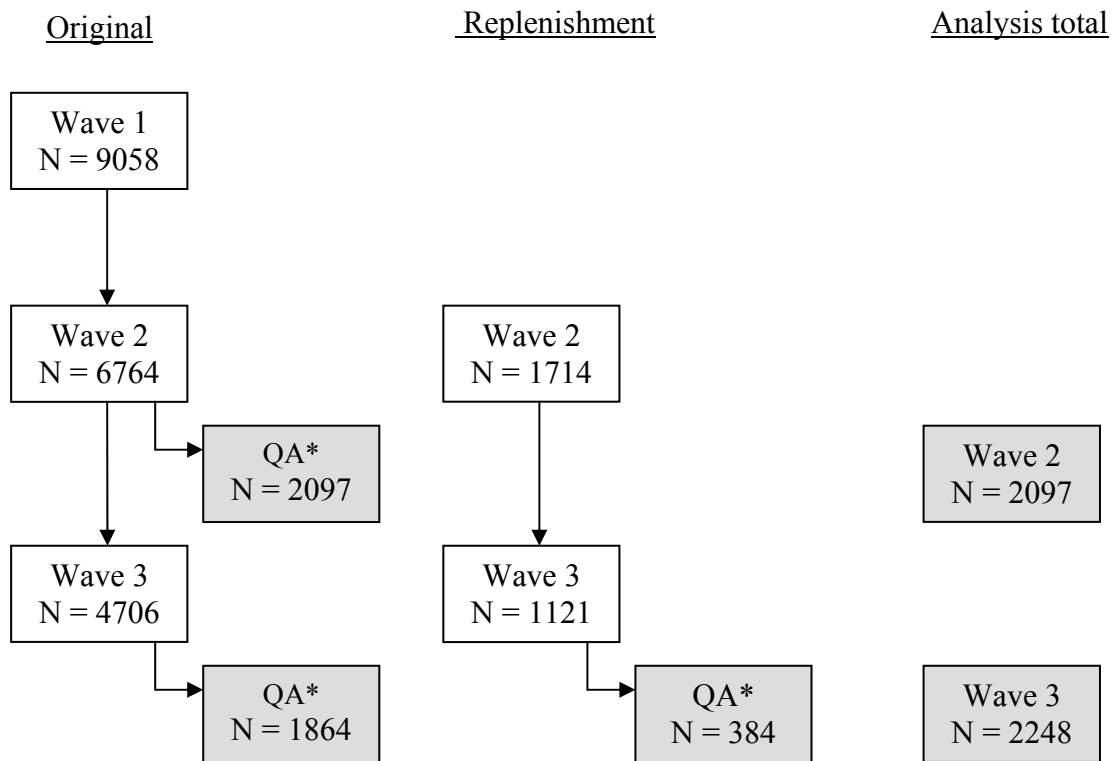 Original
Replenishment
Analysis total
Wave 1
N = 9058
Wave 2
N = 6764
Wave 2
N = 1714
QA*
N = 2097
Wave 2
N = 2097
Wave 3
N = 4706
Wave 3
N = 1121
QA*
N = 1864
QA*
N = 384
Wave 3
N = 2248